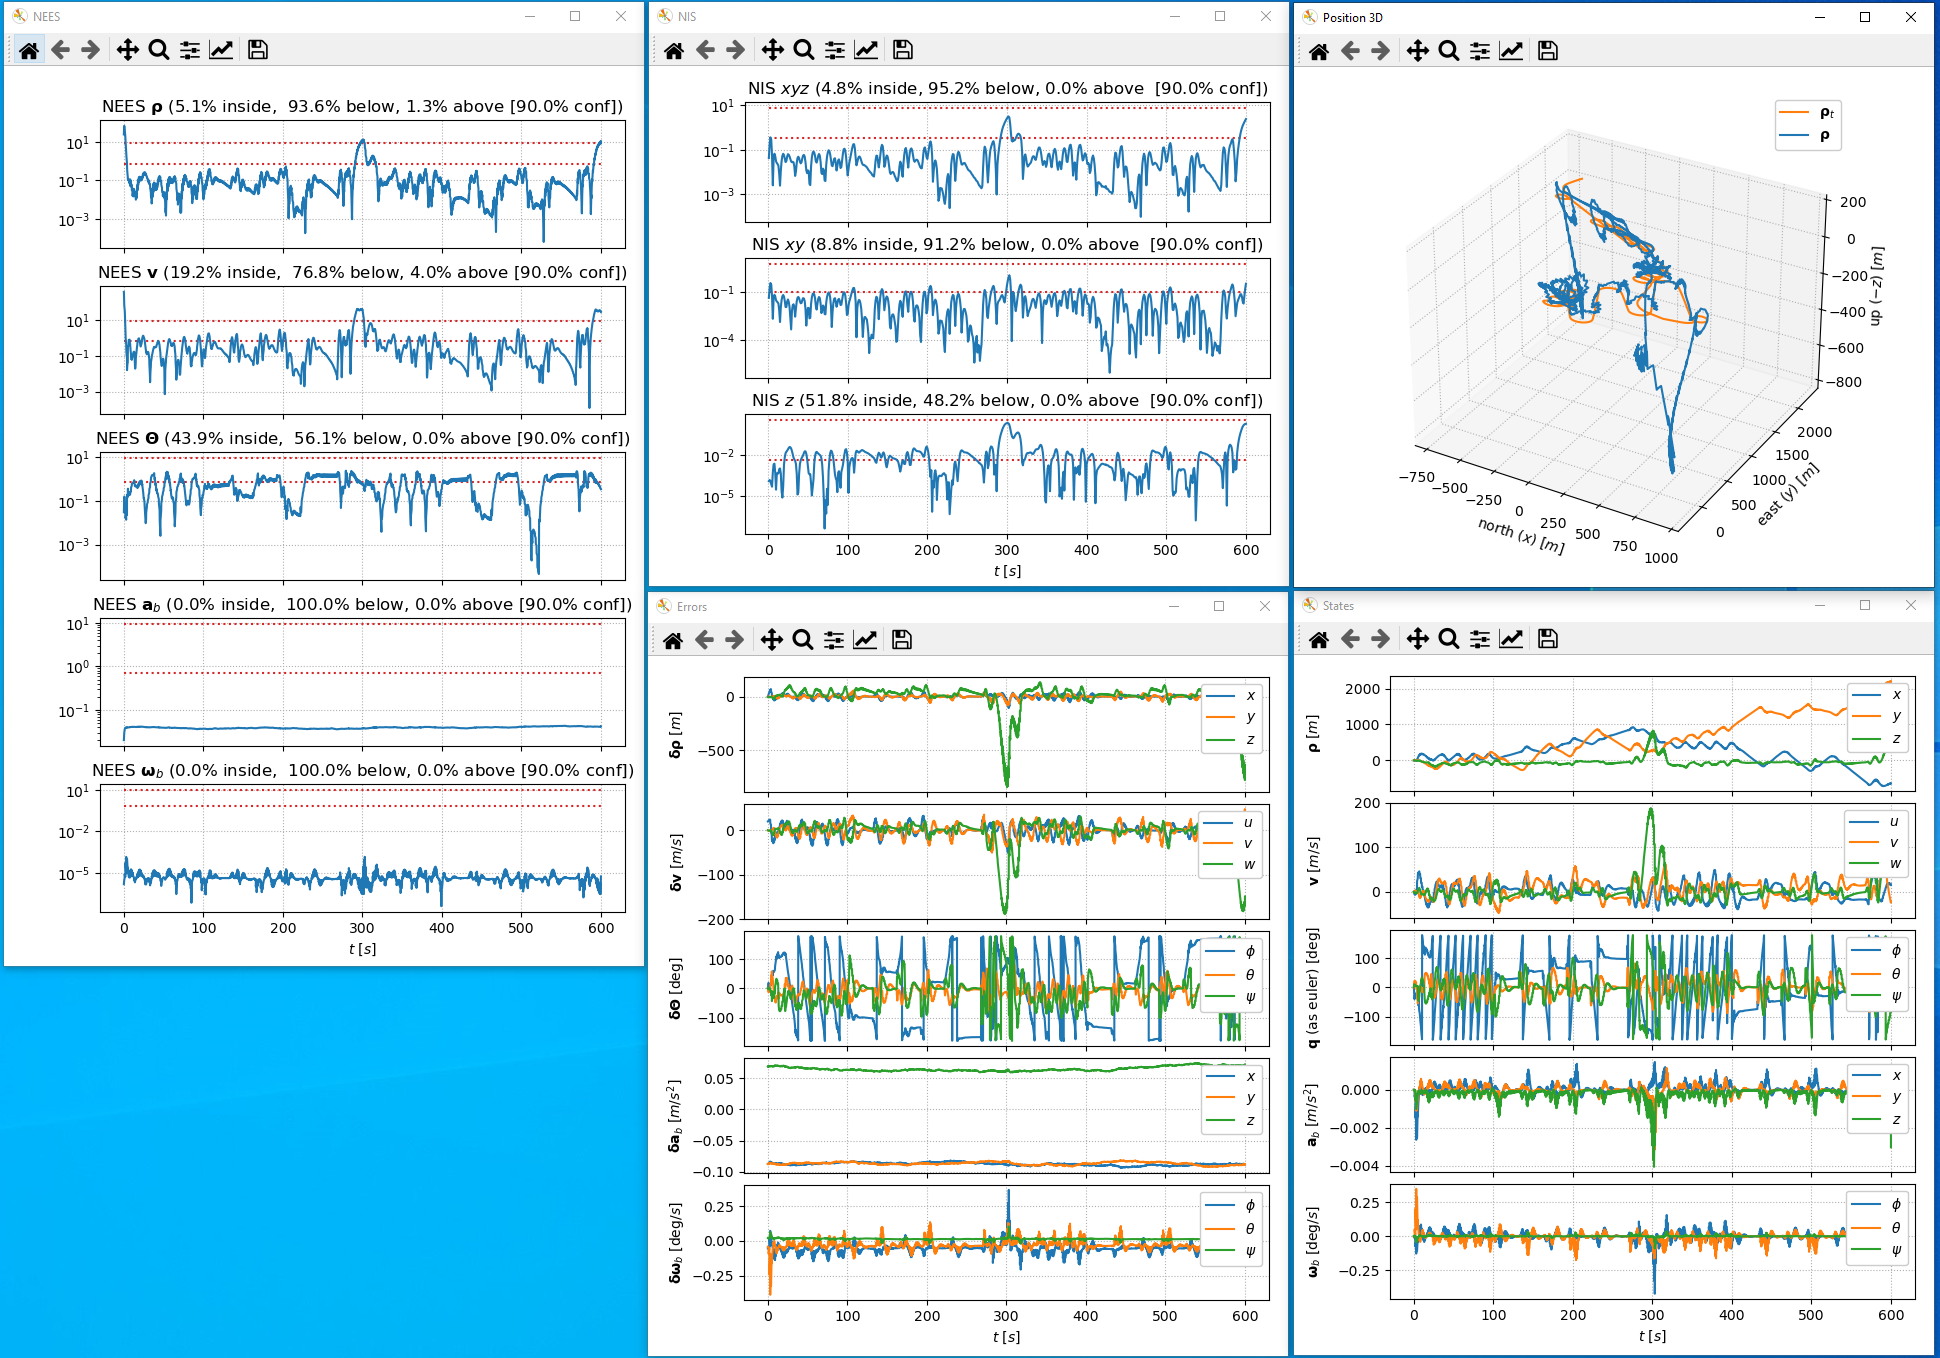 NEES
NEES ρ (5.1% inside,  93.6% below, 1.3% above [90.0% conf])
10¹
10⁻¹
10⁻³
NEES v (19.2% inside,  76.8% below, 4.0% above [90.0% conf])
10¹
10⁻¹
10⁻³
NEES Θ (43.9% inside,  56.1% below, 0.0% above [90.0% conf])
10¹
10⁻¹
10⁻³
NEES a_b (0.0% inside,  100.0% below, 0.0% above [90.0% conf])
10¹
10⁰
10⁻¹
NEES ω_b (0.0% inside,  100.0% below, 0.0% above [90.0% conf])
10¹
10⁻²
10⁻⁵
0 100 200 300 400 500 600
t [s]
NIS
NIS xyz (4.8% inside, 95.2% below, 0.0% above  [90.0% conf])
10¹
10⁻¹
10⁻³
NIS xy (8.8% inside, 91.2% below, 0.0% above  [90.0% conf])
10⁻¹
10⁻⁴
NIS z (51.8% inside, 48.2% below, 0.0% above  [90.0% conf])
10⁻²
10⁻⁵
0 100 200 300 400 500 600
t [s]
Position 3D
ρ_t
ρ
200
0
−200
−400
−600
−800
up (−z) [m]
2000
1500
1000
500
0
east (y) [m]
−750
−500
−250
0
250
500
750
1000
north (x) [m]
Errors
δρ [m]
0
−500
x
y
z
δv [m/s]
0
−100
−200
u
v
w
δΘ [deg]
100
0
−100
ϕ
θ
ψ
δa_b [m/s²]
0.05
0.00
−0.05
−0.10
x
y
z
δω_b [deg/s]
0.25
0.00
−0.25
ϕ
θ
ψ
0 100 200 300 400 500 600
t [s]
States
ρ [m]
2000
1000
0
x
y
z
v [m/s]
200
100
0
u
v
w
q (as euler) [deg]
100
0
−100
ϕ
θ
ψ
a_b [m/s²]
0.000
−0.002
−0.004
x
y
z
ω_b [deg/s]
0.25
0.00
−0.25
ϕ
θ
ψ
0 100 200 300 400 500 600
t [s]